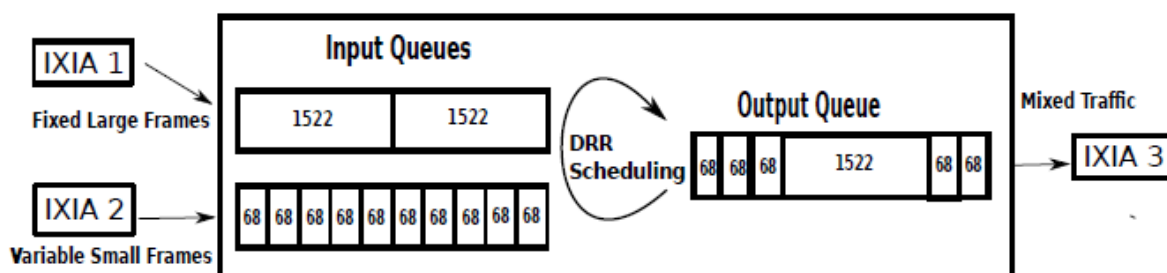 IXIA 1
Fixed Large Frames
IXIA 2
Variable Small Frames
Input Queues
1522 1522
68 68 68 68 68 68 68 68 68 68
DRR
Scheduling
Output Queue
68 68 68 1522 68 68
Mixed Traffic
IXIA 3